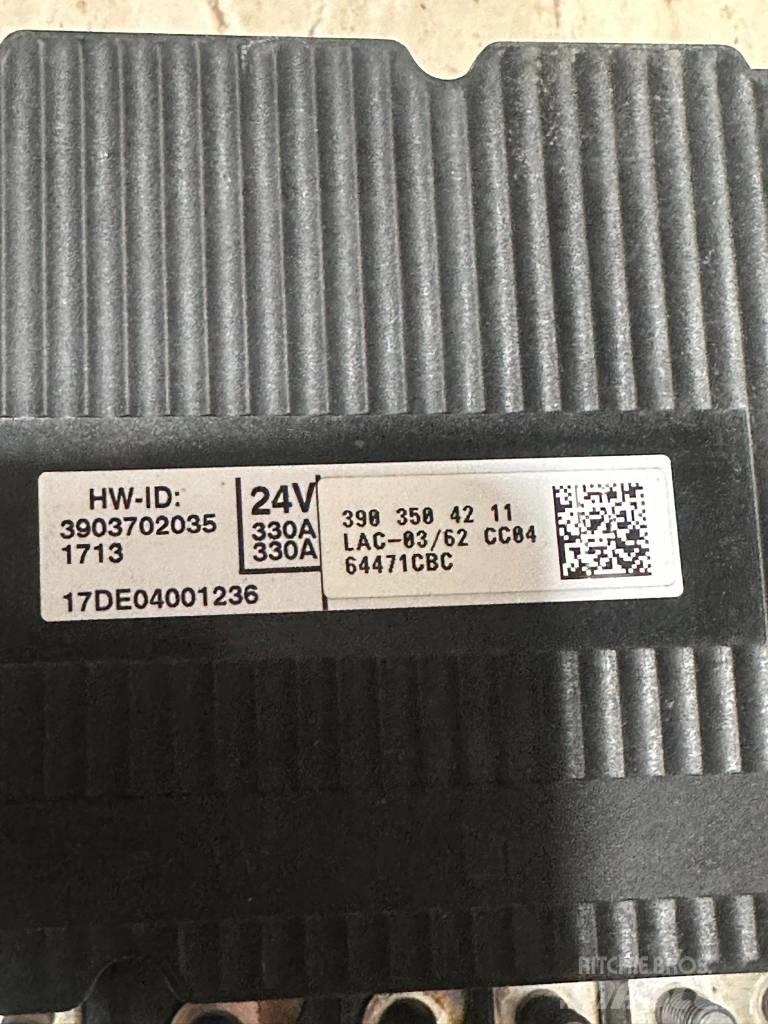 HW-ID:
3903702035
1713
17DE04001236
24V
330A
330A
390 350 42 11
LAC-03/62 CC04
64471CBC
RITCHIE BROS